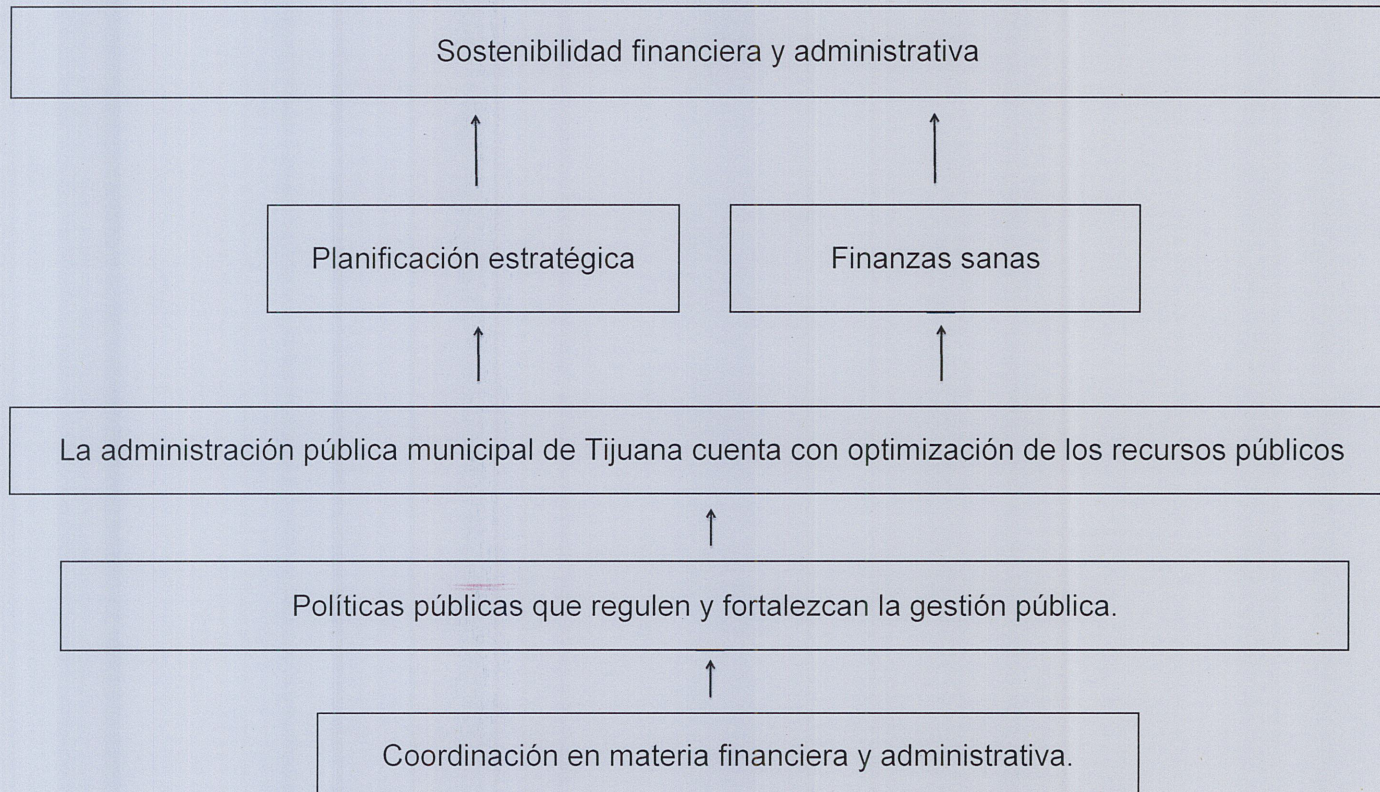 Sostenibilidad financiera y administrativa
Planificación estratégica
Finanzas sanas
La administración pública municipal de Tijuana cuenta con optimización de los recursos públicos
Políticas públicas que regulen y fortalezcan la gestión pública.
Coordinación en materia financiera y administrativa.